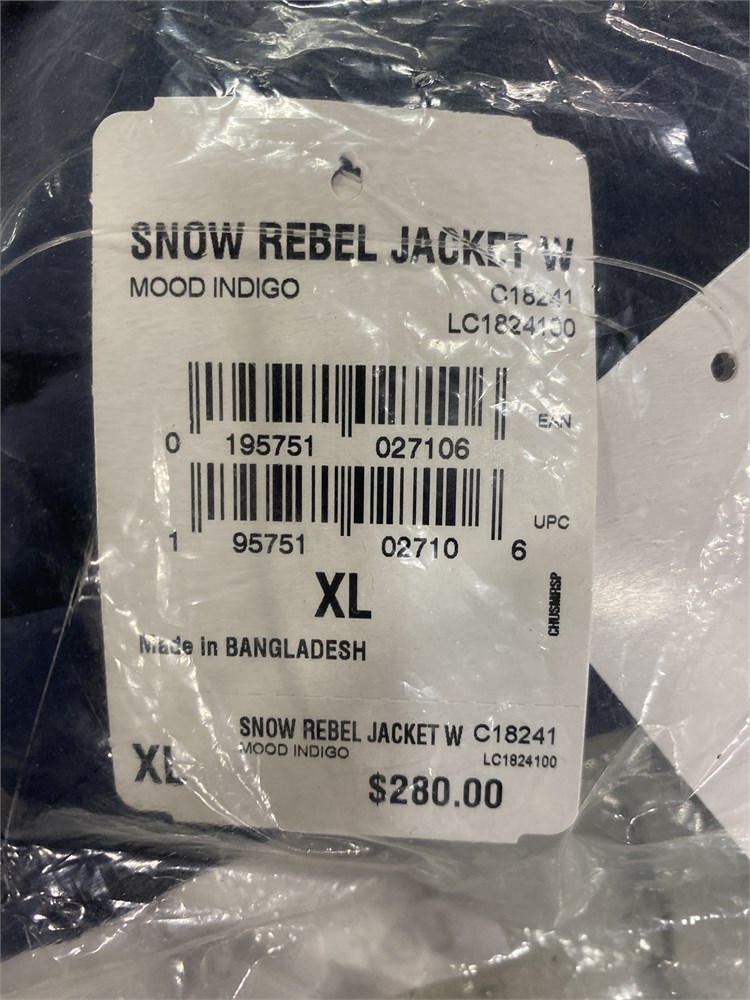 SNOW REBEL JACKET W
MOOD INDIGO
C18241
LC1824100
EAN
0 195751 027106
UPC
1 95751 02710 6
XL
CHUSMRSP
Made in BANGLADESH
SNOW REBEL JACKET W C18241
MOOD INDIGO
LC1824100
XL
$280.00